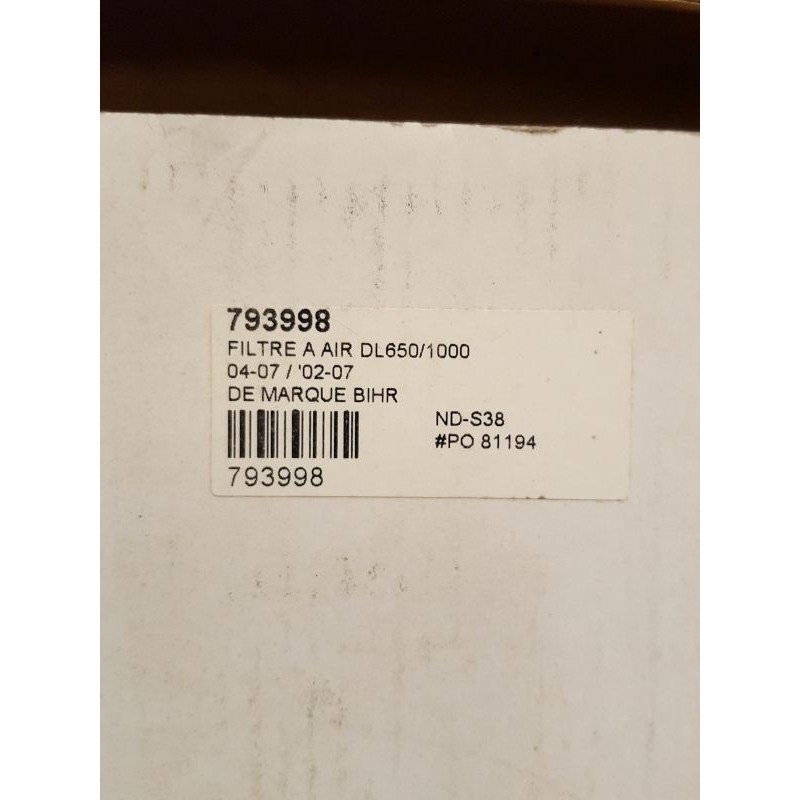 793998
FILTRE A AIR DL650/1000
04-07 / '02-07
DE MARQUE BIHR
ND-S38
#PO 81194
793998